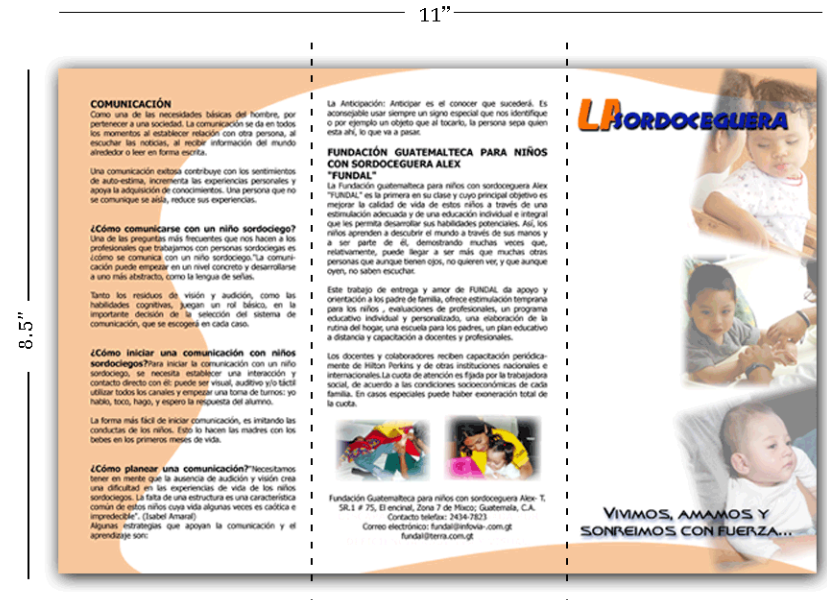 11”
8.5”
COMUNICACIÓN
Como una de las necesidades básicas del hombre, por
pertenecer a una sociedad. La comunicación se da en todos
los momentos al establecer relación con otra persona, al
escuchar las noticias, al recibir información del mundo
alrededor o leer en forma escrita.
Una comunicación exitosa contribuye con los sentimientos
de auto-estima, incrementa las experiencias personales y
apoya la adquisición de conocimientos. Una persona que no
se comunique se aísla, reduce sus experiencias.
¿Cómo comunicarse con un niño sordociego?
Una de las preguntas más frecuentes que nos hacen a los
profesionales que trabajamos con personas sordociegas es
¿cómo se comunica con un niño sordociego."La comuni-
cación puede empezar en un nivel concreto y desarrollarse
a uno más abstracto, como la lengua de señas.
Tanto los residuos de visión y audición, como las
habilidades cognitivas, juegan un rol básico, en la
importante decisión de la selección del sistema de
comunicación, que se escogerá en cada caso.
¿Cómo iniciar una comunicación con niños
sordociegos?Para iniciar la comunicación con un niño
sordociego, se necesita establecer una interacción y
contacto directo con él: puede ser visual, auditivo y/o táctil
utilizar todos los canales y empezar una toma de turnos: yo
hablo, toco, hago, y espero la respuesta del alumno.
La forma más fácil de iniciar comunicación, es imitando las
conductas de los niños. Esto lo hacen las madres con los
bebes en los primeros meses de vida.
¿Cómo planear una comunicación?"Necesitamos
tener en mente que la ausencia de audición y visión crea
una dificultad en las experiencias de vida de los niños
sordociegos. La falta de una estructura es una característica
común de estos niños cuya vida algunas veces es caótica e
impredecible". (Isabel Amaral)
Algunas estrategias que apoyan la comunicación y el
aprendizaje son:
La Anticipación: Anticipar es el conocer que sucederá. Es
aconsejable usar siempre un signo especial que nos identifique
o por ejemplo un objeto que al tocarlo, la persona sepa quien
esta ahí, lo que va a pasar.
FUNDACIÓN GUATEMALTECA PARA NIÑOS
CON SORDOCEGUERA ALEX
"FUNDAL"
La Fundación guatemalteca para niños con sordoceguera Alex
"FUNDAL" es la primera en su clase y cuyo principal objetivo es
mejorar la calidad de vida de estos niños a través de una
estimulación adecuada y de una educación individual e integral
que les permita desarrollar sus habilidades potenciales. Así, los
niños aprenden a descubrir el mundo a través de sus manos y
a ser parte de él, demostrando muchas veces que,
relativamente, puede llegar a ser más que muchas otras
personas que aunque tienen ojos, no quieren ver, y que aunque
oyen, no saben escuchar.
Este trabajo de entrega y amor de FUNDAL da apoyo y
orientación a los padre de familia, ofrece estimulación temprana
para los niños , evaluaciones de profesionales, un programa
educativo individual y personalizado, una elaboración de la
rutina del hogar, una escuela para los padres, un plan educativo
a distancia y capacitación a docentes y profesionales.
Los docentes y colaboradores reciben capacitación periódica-
mente de Hilton Perkins y de otras instituciones nacionales e
internacionales.La cuota de atención es fijada por la trabajadora
social, de acuerdo a las condiciones socioeconómicas de cada
familia. En casos especiales puede haber exoneración total de
la cuota.
Fundación Guatemalteca para niños con sordoceguera Alex- T.
SR.1 # 75, El encinal, Zona 7 de Mixco; Guatemala, C.A.
Contacto telefax: 2434-7823
Correo electrónico: fundal@infovia-.com.gt
fundal@terra.com.gt
LA SORDOCEGUERA
VIVIMOS, AMAMOS Y
SONREIMOS CON FUERZA...